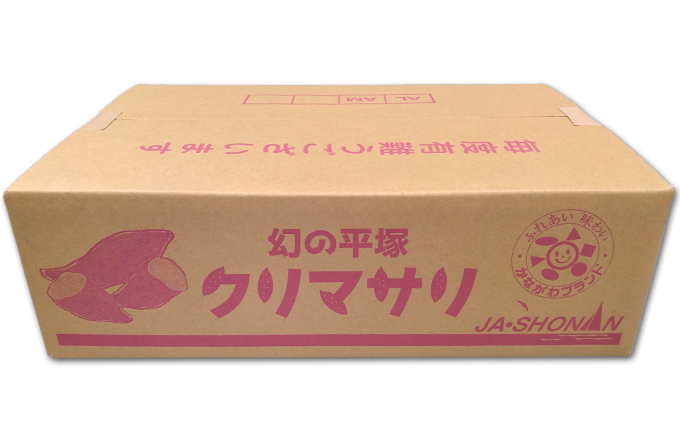 AL AM
毎度有難うございます
幻の平塚
クリマサリ
ふれあい 味わい
かながわブランド
JA・SHONAN